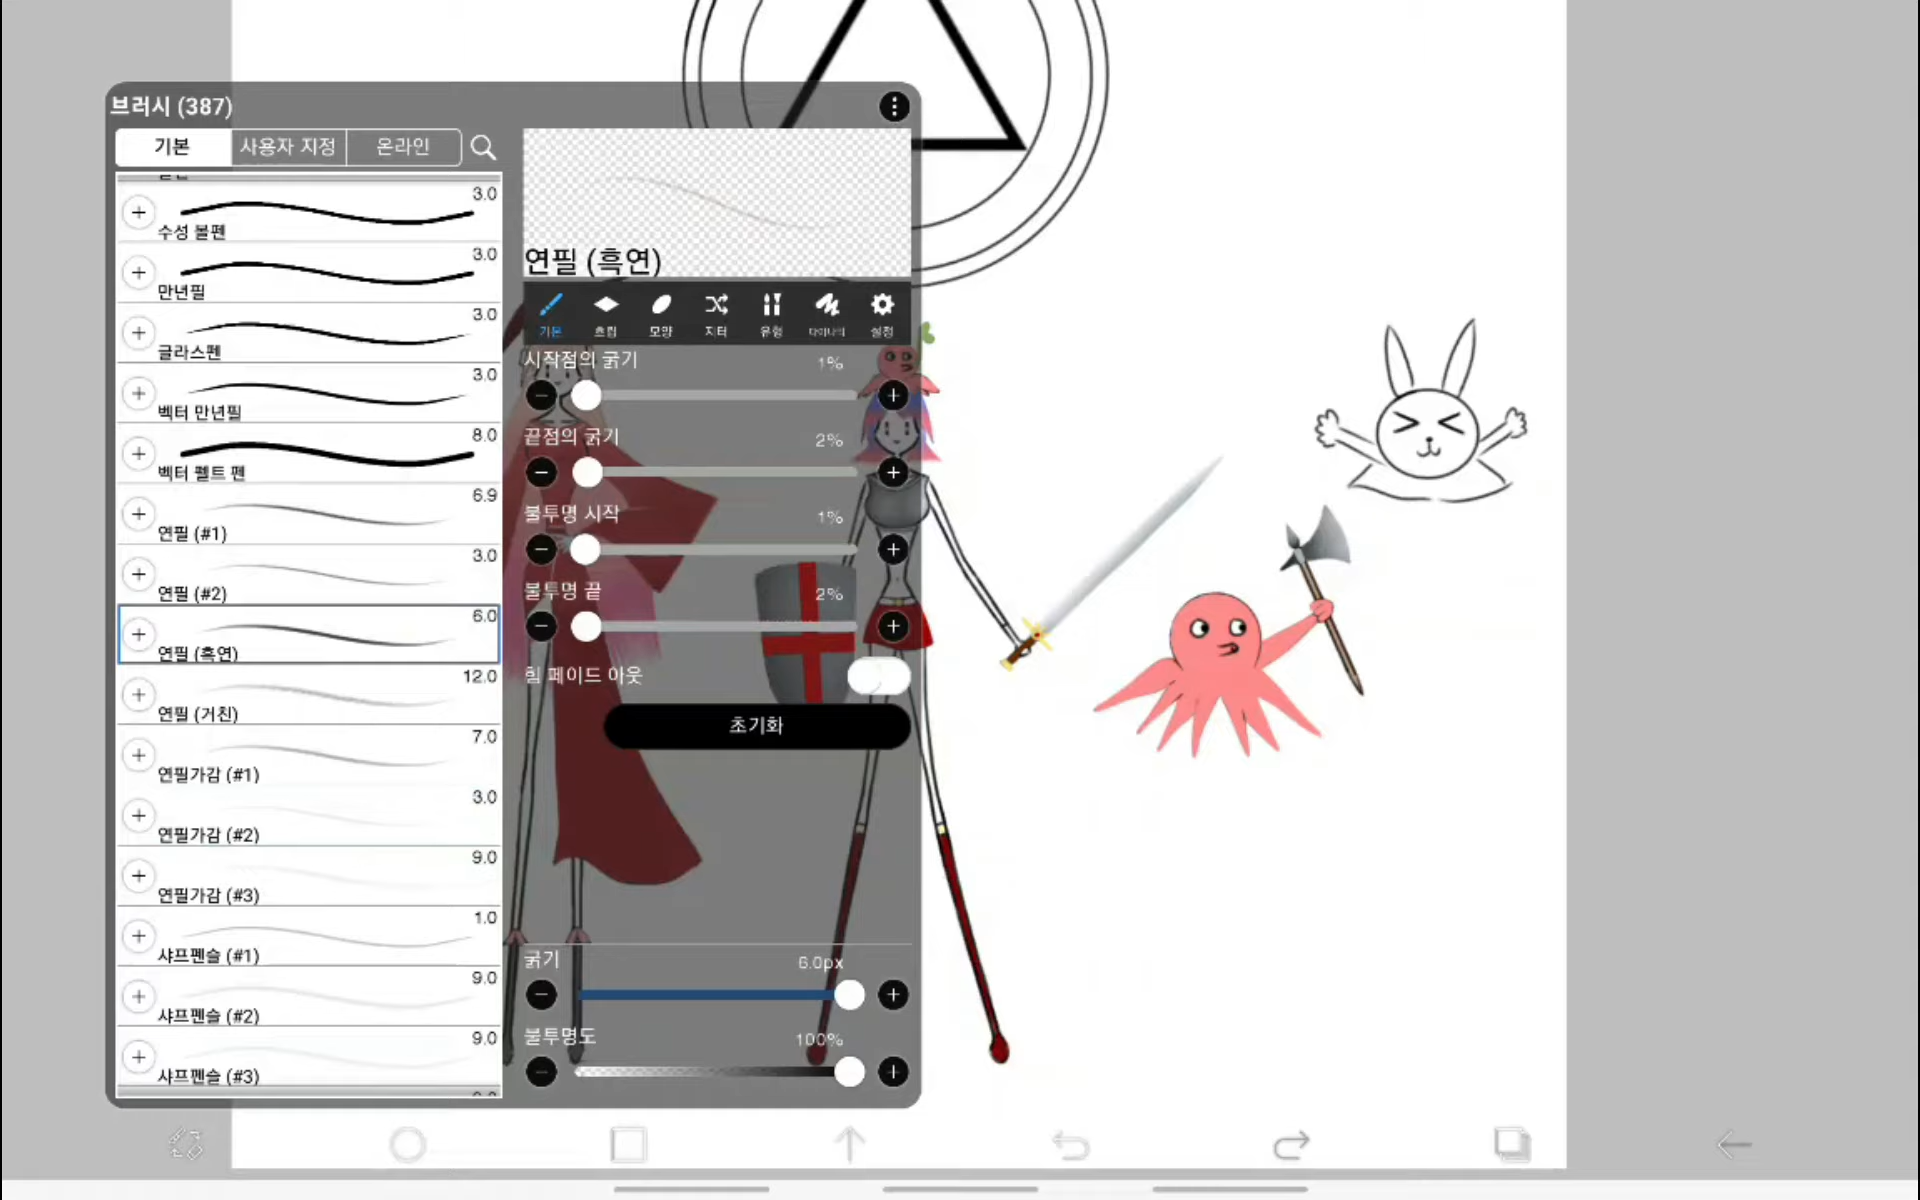 브러시 (387)
기본
사용자 지정
온라인
3.0
수성 볼펜
3.0
만년필
3.0
글라스펜
3.0
벡터 만년필
8.0
벡터 펠트 펜
6.9
연필 (#1)
3.0
연필 (#2)
6.0
연필 (흑연)
12.0
연필 (거친)
7.0
연필가감 (#1)
3.0
연필가감 (#2)
9.0
연필가감 (#3)
1.0
샤프펜슬 (#1)
9.0
샤프펜슬 (#2)
9.0
샤프펜슬 (#3)
연필 (흑연)
기본
흐림
모양
지터
유형
설정
시작점의 굵기
1%
끝점의 굵기
2%
불투명 시작
1%
불투명 끝
2%
힘 페이드 아웃
초기화
굵기
6.0px
불투명도
100%